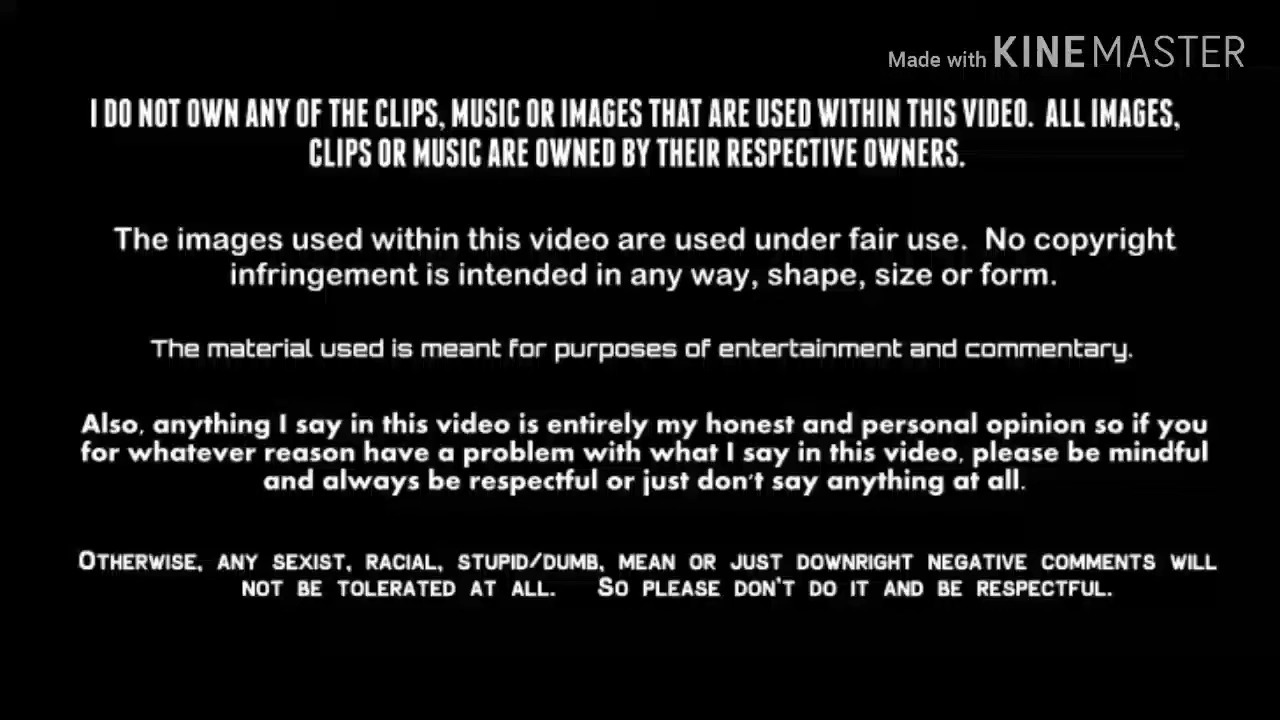 Made with KINEMASTER
I DO NOT OWN ANY OF THE CLIPS, MUSIC OR IMAGES THAT ARE USED WITHIN THIS VIDEO. ALL IMAGES,
CLIPS OR MUSIC ARE OWNED BY THEIR RESPECTIVE OWNERS.
The images used within this video are used under fair use. No copyright
infringement is intended in any way, shape, size or form.
The material used is meant for purposes of entertainment and commentary.
Also, anything I say in this video is entirely my honest and personal opinion so if you
for whatever reason have a problem with what I say in this video, please be mindful
and always be respectful or just don't say anything at all.
OTHERWISE, ANY SEXIST, RACIAL, STUPID/DUMB, MEAN OR JUST DOWNRIGHT NEGATIVE COMMENTS WILL
NOT BE TOLERATED AT ALL. SO PLEASE DON'T DO IT AND BE RESPECTFUL.